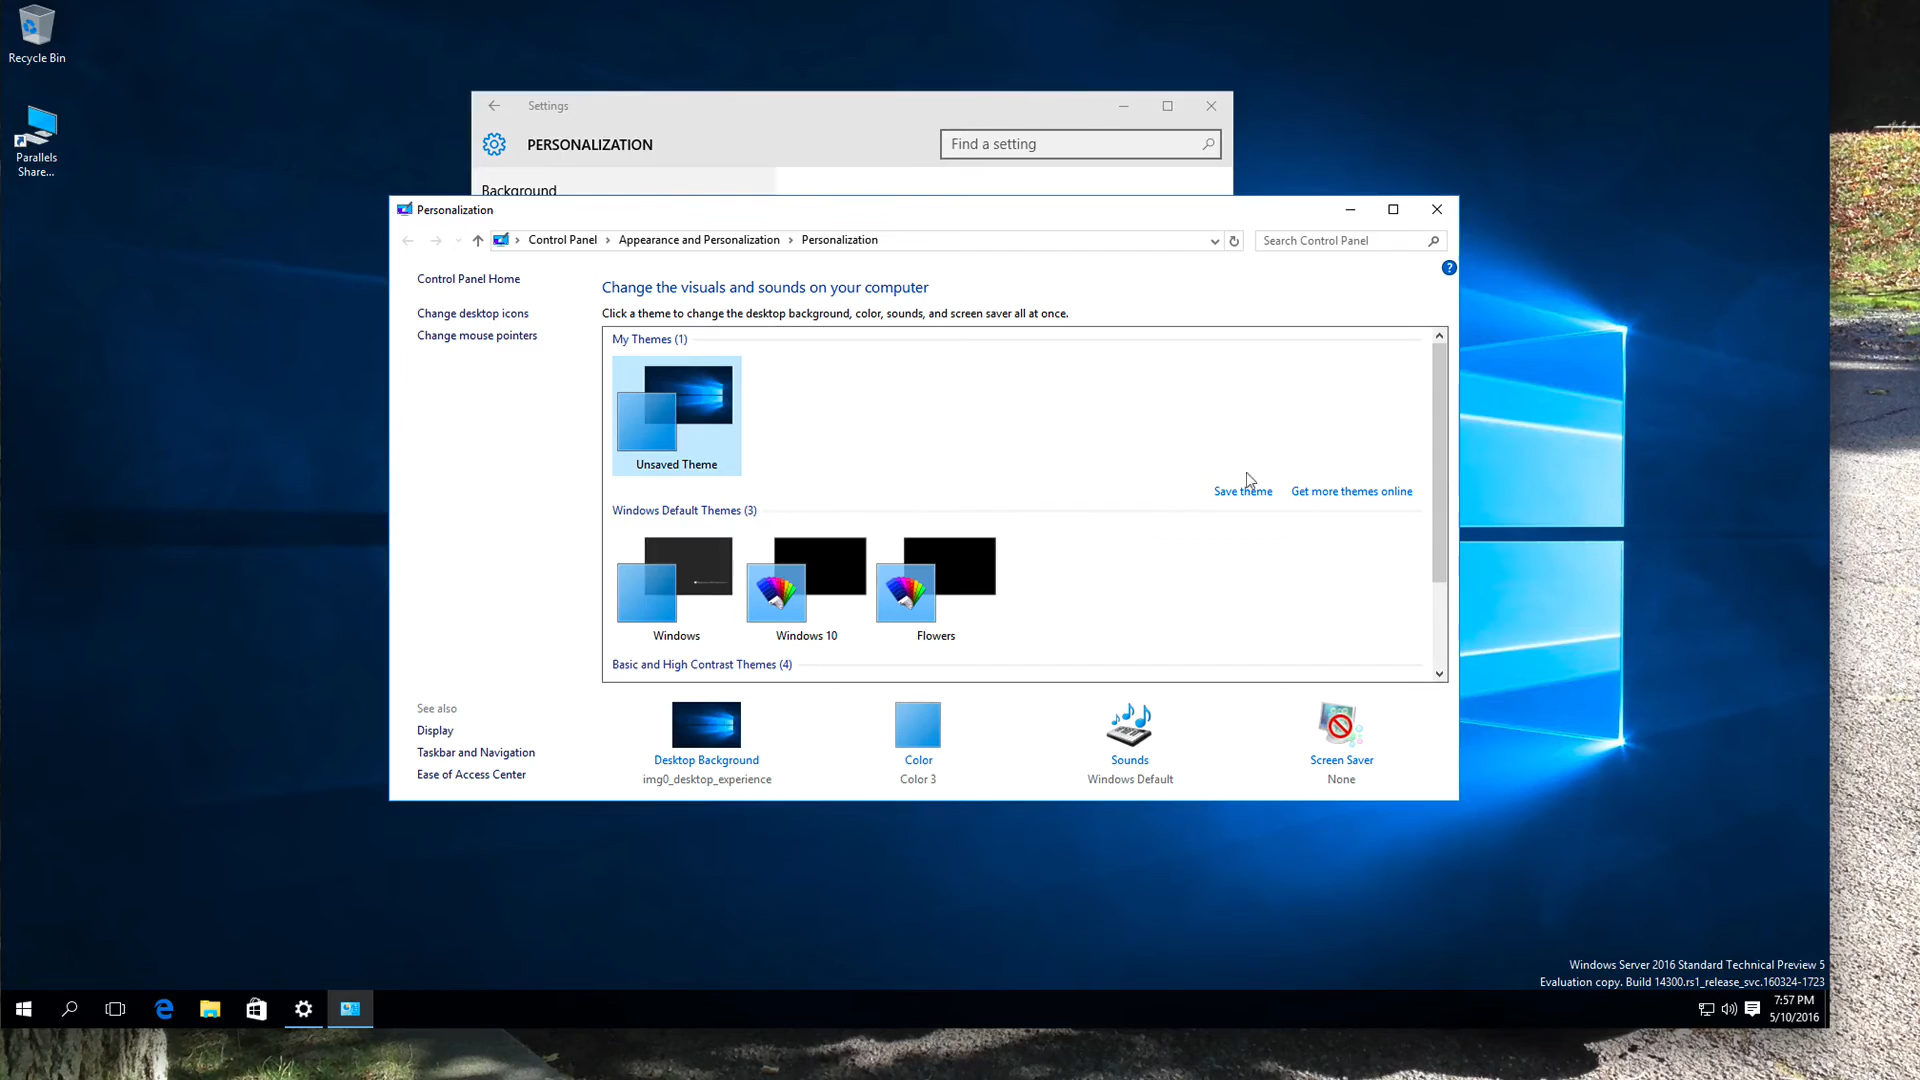 Recycle Bin
Parallels
Share...
Settings
PERSONALIZATION
Find a setting
Background
Personalization
Control Panel
Appearance and Personalization
Personalization
Search Control Panel
?
Control Panel Home
Change desktop icons
Change mouse pointers
Change the visuals and sounds on your computer
Click a theme to change the desktop background, color, sounds, and screen saver all at once.
My Themes (1)
Unsaved Theme
Save theme
Get more themes online
Windows Default Themes (3)
Windows
Windows 10
Flowers
Basic and High Contrast Themes (4)
See also
Display
Taskbar and Navigation
Ease of Access Center
Desktop Background
img0_desktop_experience
Color
Color 3
Sounds
Windows Default
Screen Saver
None
Windows Server 2016 Standard Technical Preview 5
Evaluation copy. Build 14300.rs1_release_svc.160324-1723
7:57 PM
5/10/2016